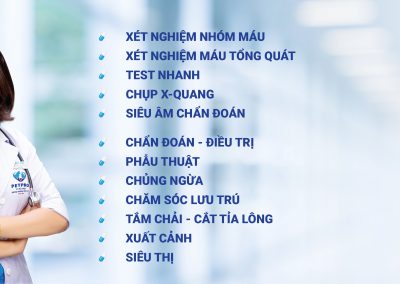 XÉT NGHIỆM NHÓM MÁU
XÉT NGHIỆM MÁU TỔNG QUÁT
TEST NHANH
CHỤP X-QUANG
SIÊU ÂM CHẨN ĐOÁN
CHẨN ĐOÁN - ĐIỀU TRỊ
PHẪU THUẬT
CHỦNG NGỪA
CHĂM SÓC LƯU TRÚ
TẮM CHẢI - CẮT TỈA LÔNG
XUẤT CẢNH
SIÊU THỊ
PETPRO